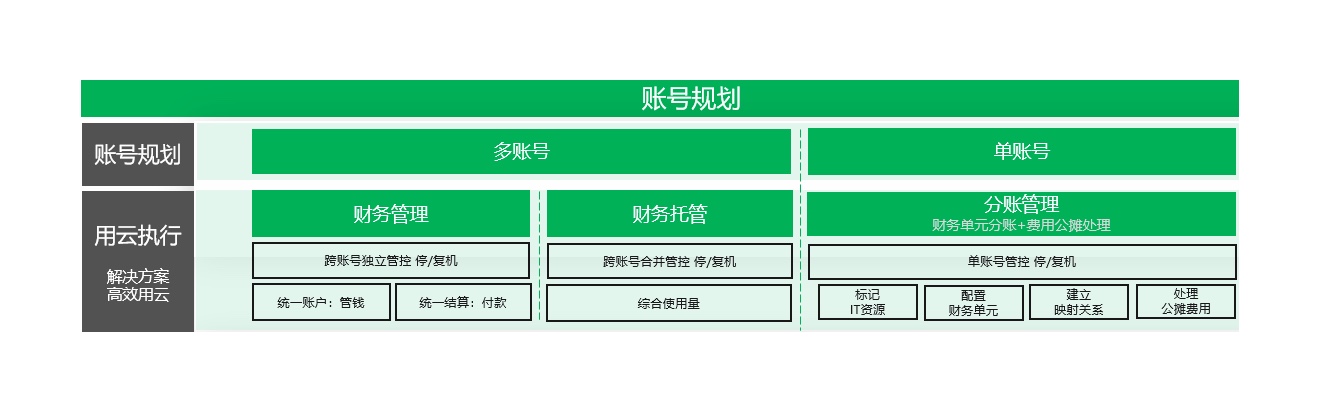 账号规划
账号规划
多账号
单账号
用云执行
解决方案
高效用云
财务管理
财务托管
分账管理
财务单元分账+费用公摊处理
跨账号独立管控 停/复机
跨账号合并管控 停/复机
单账号管控 停/复机
统一账户：管钱
统一结算：付款
综合使用量
标记
IT资源
配置
财务单元
建立
映射关系
处理
公摊费用